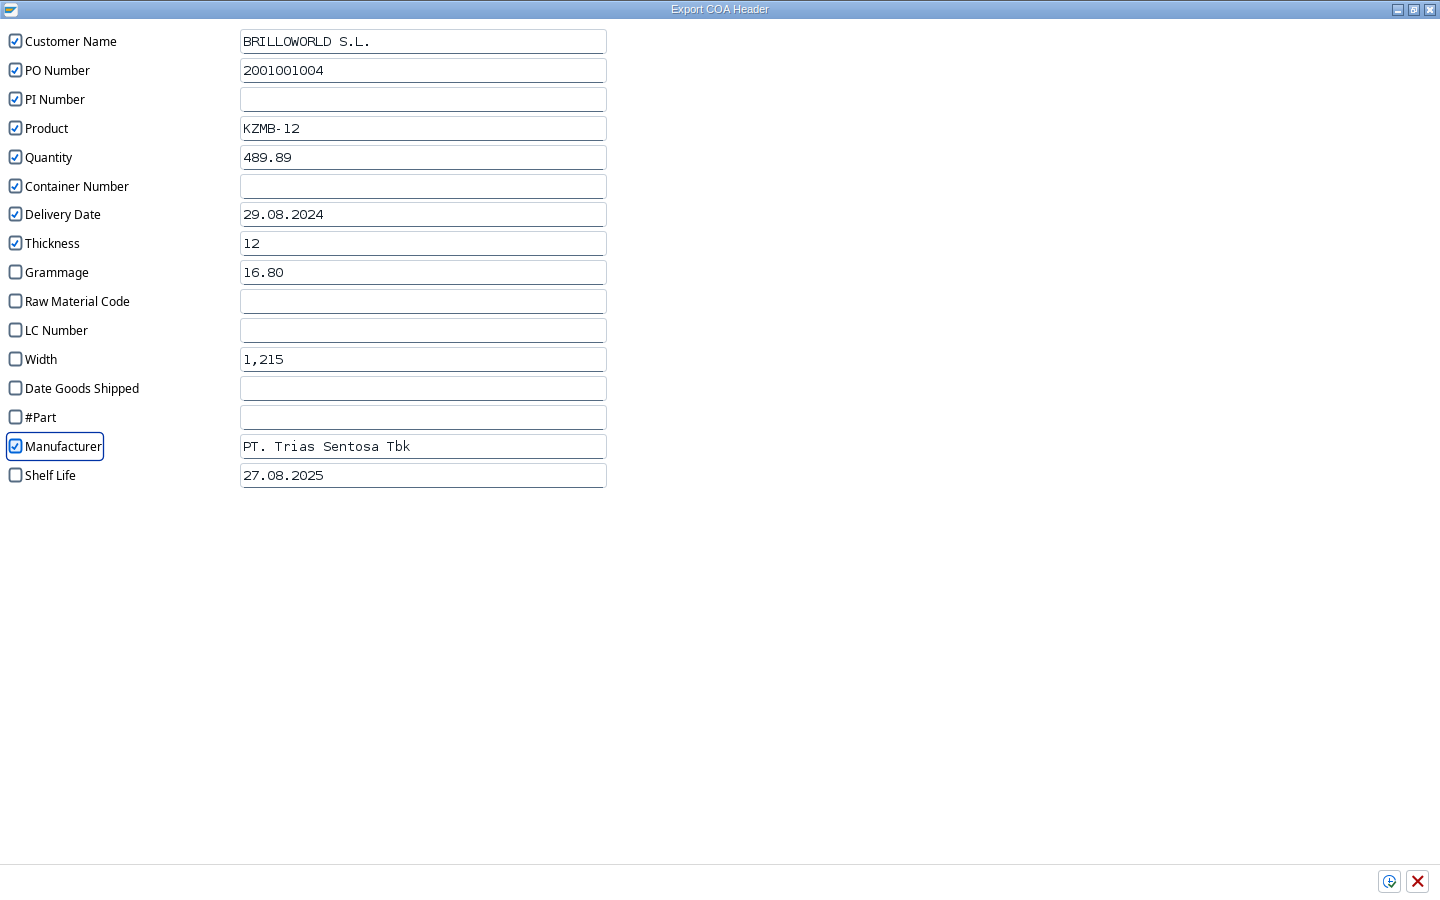 Export COA Header
Customer Name BRILLOWORLD S.L.
PO Number 2001001004
PI Number
Product KZMB-12
Quantity 489.89
Container Number
Delivery Date 29.08.2024
Thickness 12
Grammage 16.80
Raw Material Code
LC Number
Width 1,215
Date Goods Shipped
#Part
Manufacturer PT. Trias Sentosa Tbk
Shelf Life 27.08.2025